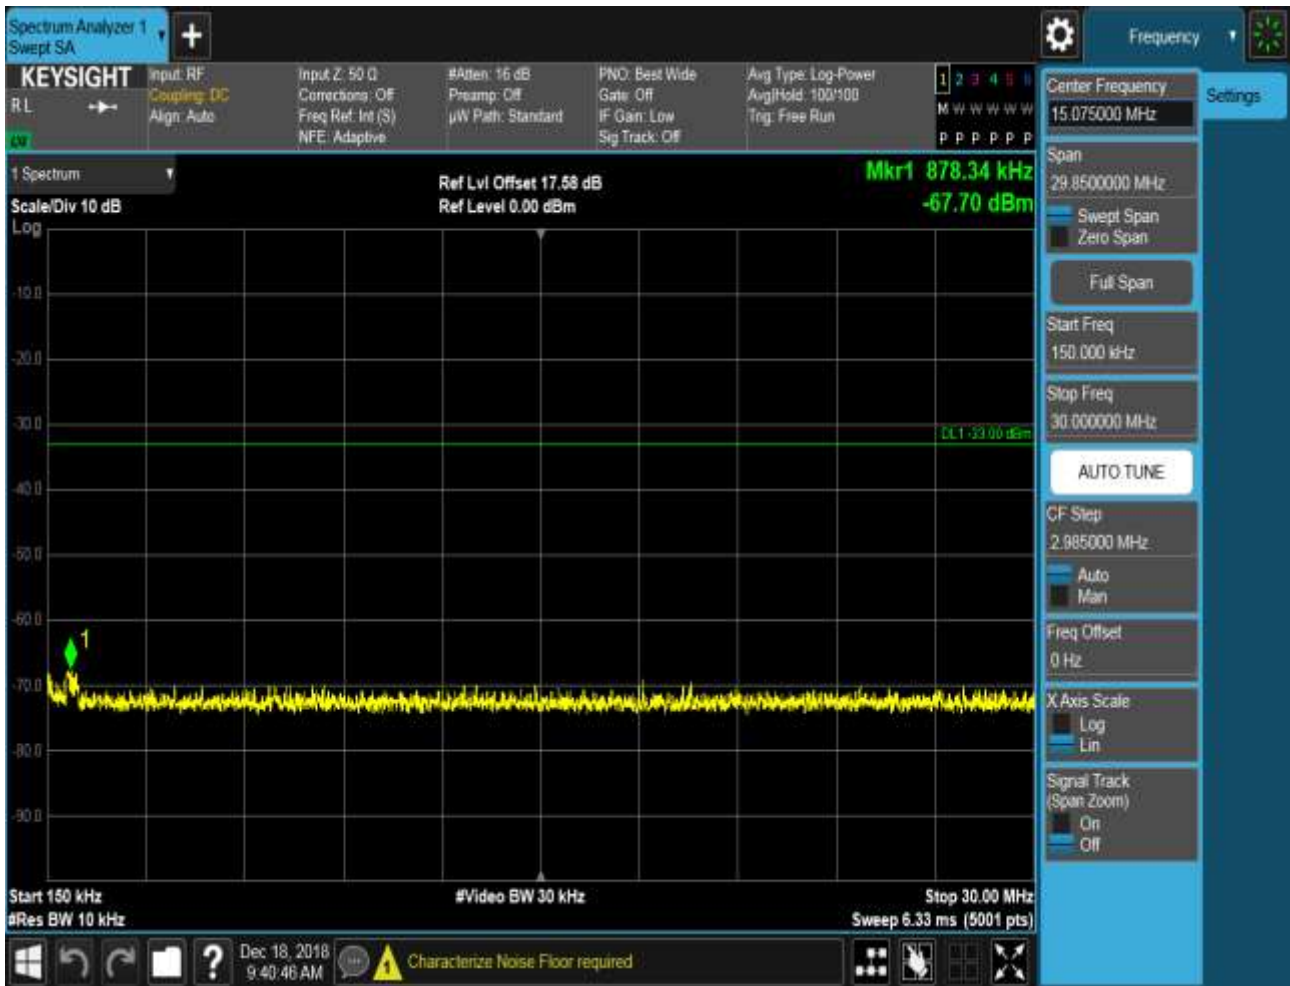 Spectrum Analyzer 1
Swept SA
Frequency
KEYSIGHT
RL
Input: RF
Coupling: DC
Align: Auto
Input Z: 50 Ω
Corrections: Off
Freq Ref: Int (S)
NFE: Adaptive
#Atten: 16 dB
Preamp: Off
µW Path: Standard
PNO: Best Wide
Gate: Off
IF Gain: Low
Sig Track: Off
Avg Type: Log-Power
Avg|Hold: 100/100
Trig: Free Run
1 2 3 4 5 6
M W W W W W
P P P P P P
1 Spectrum
Scale/Div 10 dB
Log
Ref Lvl Offset 17.58 dB
Ref Level 0.00 dBm
Mkr1 878.34 kHz
-67.70 dBm
-10.0
-20.0
-30.0
DL1 -33.00 dBm
-40.0
-50.0
-60.0
1
-70.0
-80.0
-90.0
Start 150 kHz
#Res BW 10 kHz
#Video BW 30 kHz
Stop 30.00 MHz
Sweep 6.33 ms (5001 pts)
Center Frequency
15.075000 MHz
Settings
Span
29.8500000 MHz
Swept Span
Zero Span
Full Span
Start Freq
150.000 kHz
Stop Freq
30.000000 MHz
AUTO TUNE
CF Step
2.985000 MHz
Auto
Man
Freq Offset
0 Hz
X Axis Scale
Log
Lin
Signal Track
(Span Zoom)
On
Off
?
Dec 18, 2018
9:40:46 AM
Characterize Noise Floor required